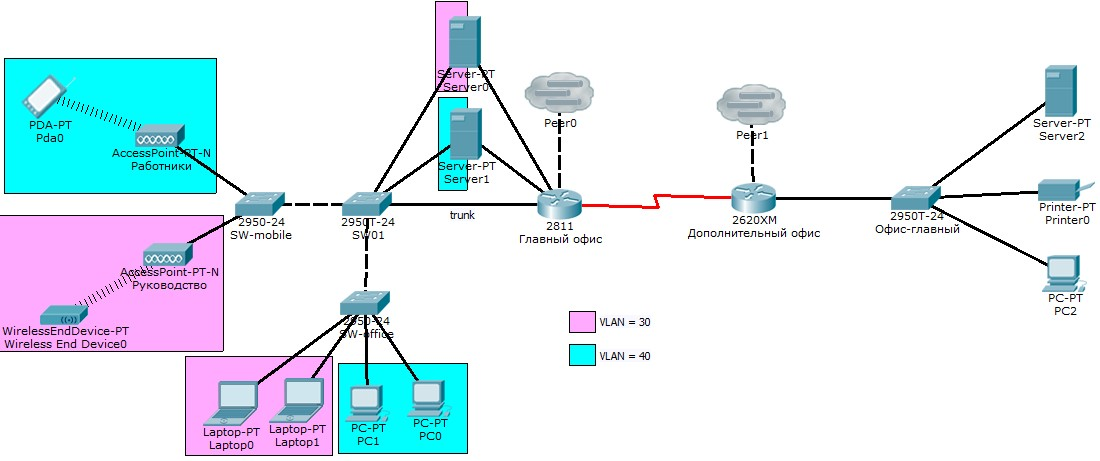 Server-PT
Server0
Peer0
Peer1
PDA-PT
Pda0
AccessPoint-PT-N
Работники
Server-PT
Server1
Server-PT
Server2
2950-24
SW-mobile
2950T-24
SW01
trunk
2811
Главный офис
2620XM
Дополнительный офис
2950T-24
Офис-главный
Printer-PT
Printer0
AccessPoint-PT-N
Руководство
WirelessEndDevice-PT
Wireless End Device0
2950-24
SW-office
PC-PT
PC2
VLAN = 30
VLAN = 40
Laptop-PT
Laptop0
Laptop-PT
Laptop1
PC-PT
PC1
PC-PT
PC0